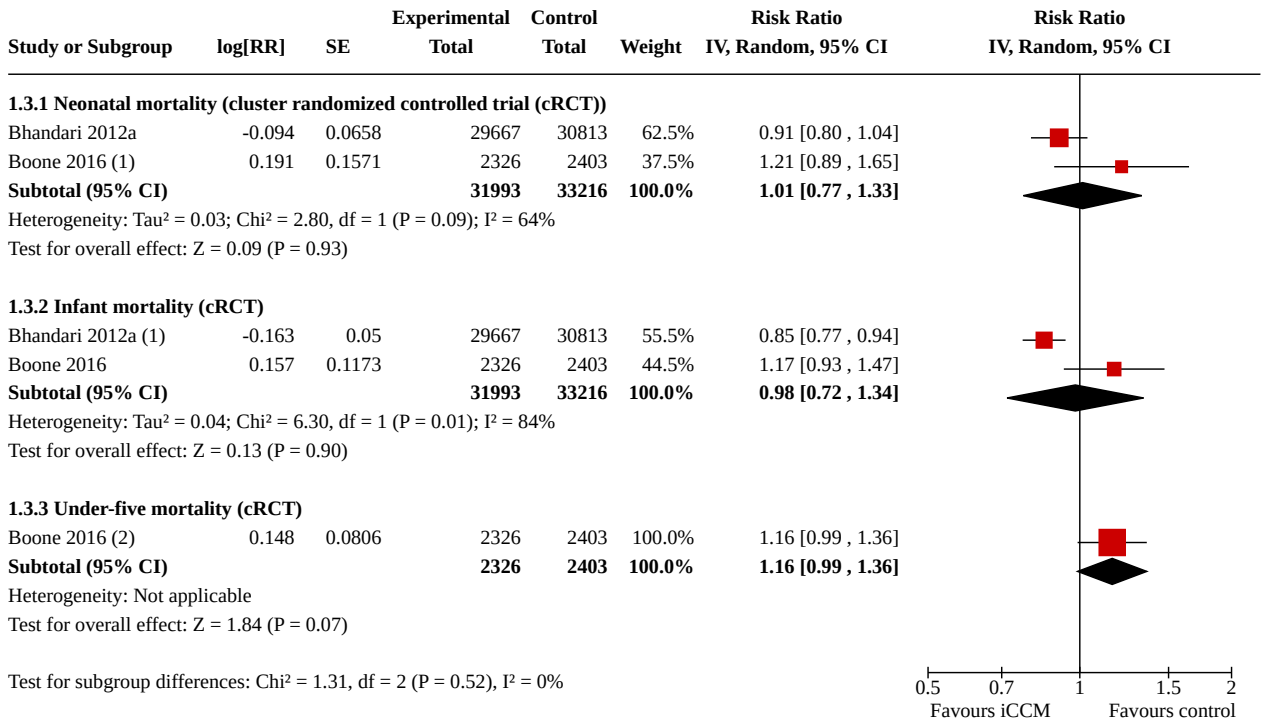 Experimental Control Risk Ratio Risk Ratio
Study or Subgroup log[RR] SE Total Total Weight IV, Random, 95% CI IV, Random, 95% CI
1.3.1 Neonatal mortality (cluster randomized controlled trial (cRCT))
Bhandari 2012a -0.094 0.0658 29667 30813 62.5% 0.91 [0.80 , 1.04]
Boone 2016 (1) 0.191 0.1571 2326 2403 37.5% 1.21 [0.89 , 1.65]
Subtotal (95% CI) 31993 33216 100.0% 1.01 [0.77 , 1.33]
Heterogeneity: Tau² = 0.03; Chi² = 2.80, df = 1 (P = 0.09); I² = 64%
Test for overall effect: Z = 0.09 (P = 0.93)
1.3.2 Infant mortality (cRCT)
Bhandari 2012a (1) -0.163 0.05 29667 30813 55.5% 0.85 [0.77 , 0.94]
Boone 2016 0.157 0.1173 2326 2403 44.5% 1.17 [0.93 , 1.47]
Subtotal (95% CI) 31993 33216 100.0% 0.98 [0.72 , 1.34]
Heterogeneity: Tau² = 0.04; Chi² = 6.30, df = 1 (P = 0.01); I² = 84%
Test for overall effect: Z = 0.13 (P = 0.90)
1.3.3 Under-five mortality (cRCT)
Boone 2016 (2) 0.148 0.0806 2326 2403 100.0% 1.16 [0.99 , 1.36]
Subtotal (95% CI) 2326 2403 100.0% 1.16 [0.99 , 1.36]
Heterogeneity: Not applicable
Test for overall effect: Z = 1.84 (P = 0.07)
Test for subgroup differences: Chi² = 1.31, df = 2 (P = 0.52), I² = 0%
0.5 0.7 1 1.5 2
Favours iCCM Favours control